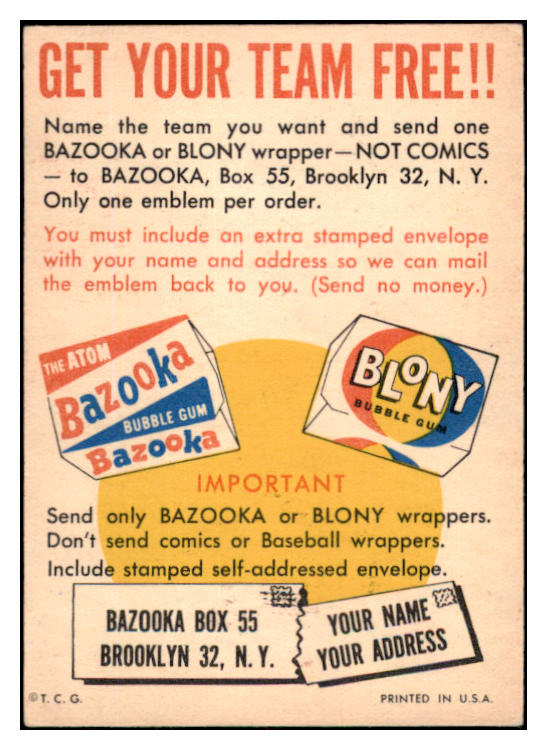 GET YOUR TEAM FREE!!
Name the team you want and send one
BAZOOKA or BLONY wrapper—NOT COMICS
— to BAZOOKA, Box 55, Brooklyn 32, N. Y.
Only one emblem per order.
You must include an extra stamped envelope
with your name and address so we can mail
the emblem back to you. (Send no money.)
THE ATOM
Bazooka
BUBBLE GUM
Bazooka
BLONY
BUBBLE GUM
IMPORTANT
Send only BAZOOKA or BLONY wrappers.
Don't send comics or Baseball wrappers.
Include stamped self-addressed envelope.
BAZOOKA BOX 55
BROOKLYN 32, N. Y.
YOUR NAME
YOUR ADDRESS
© T. C. G.
PRINTED IN U.S.A.